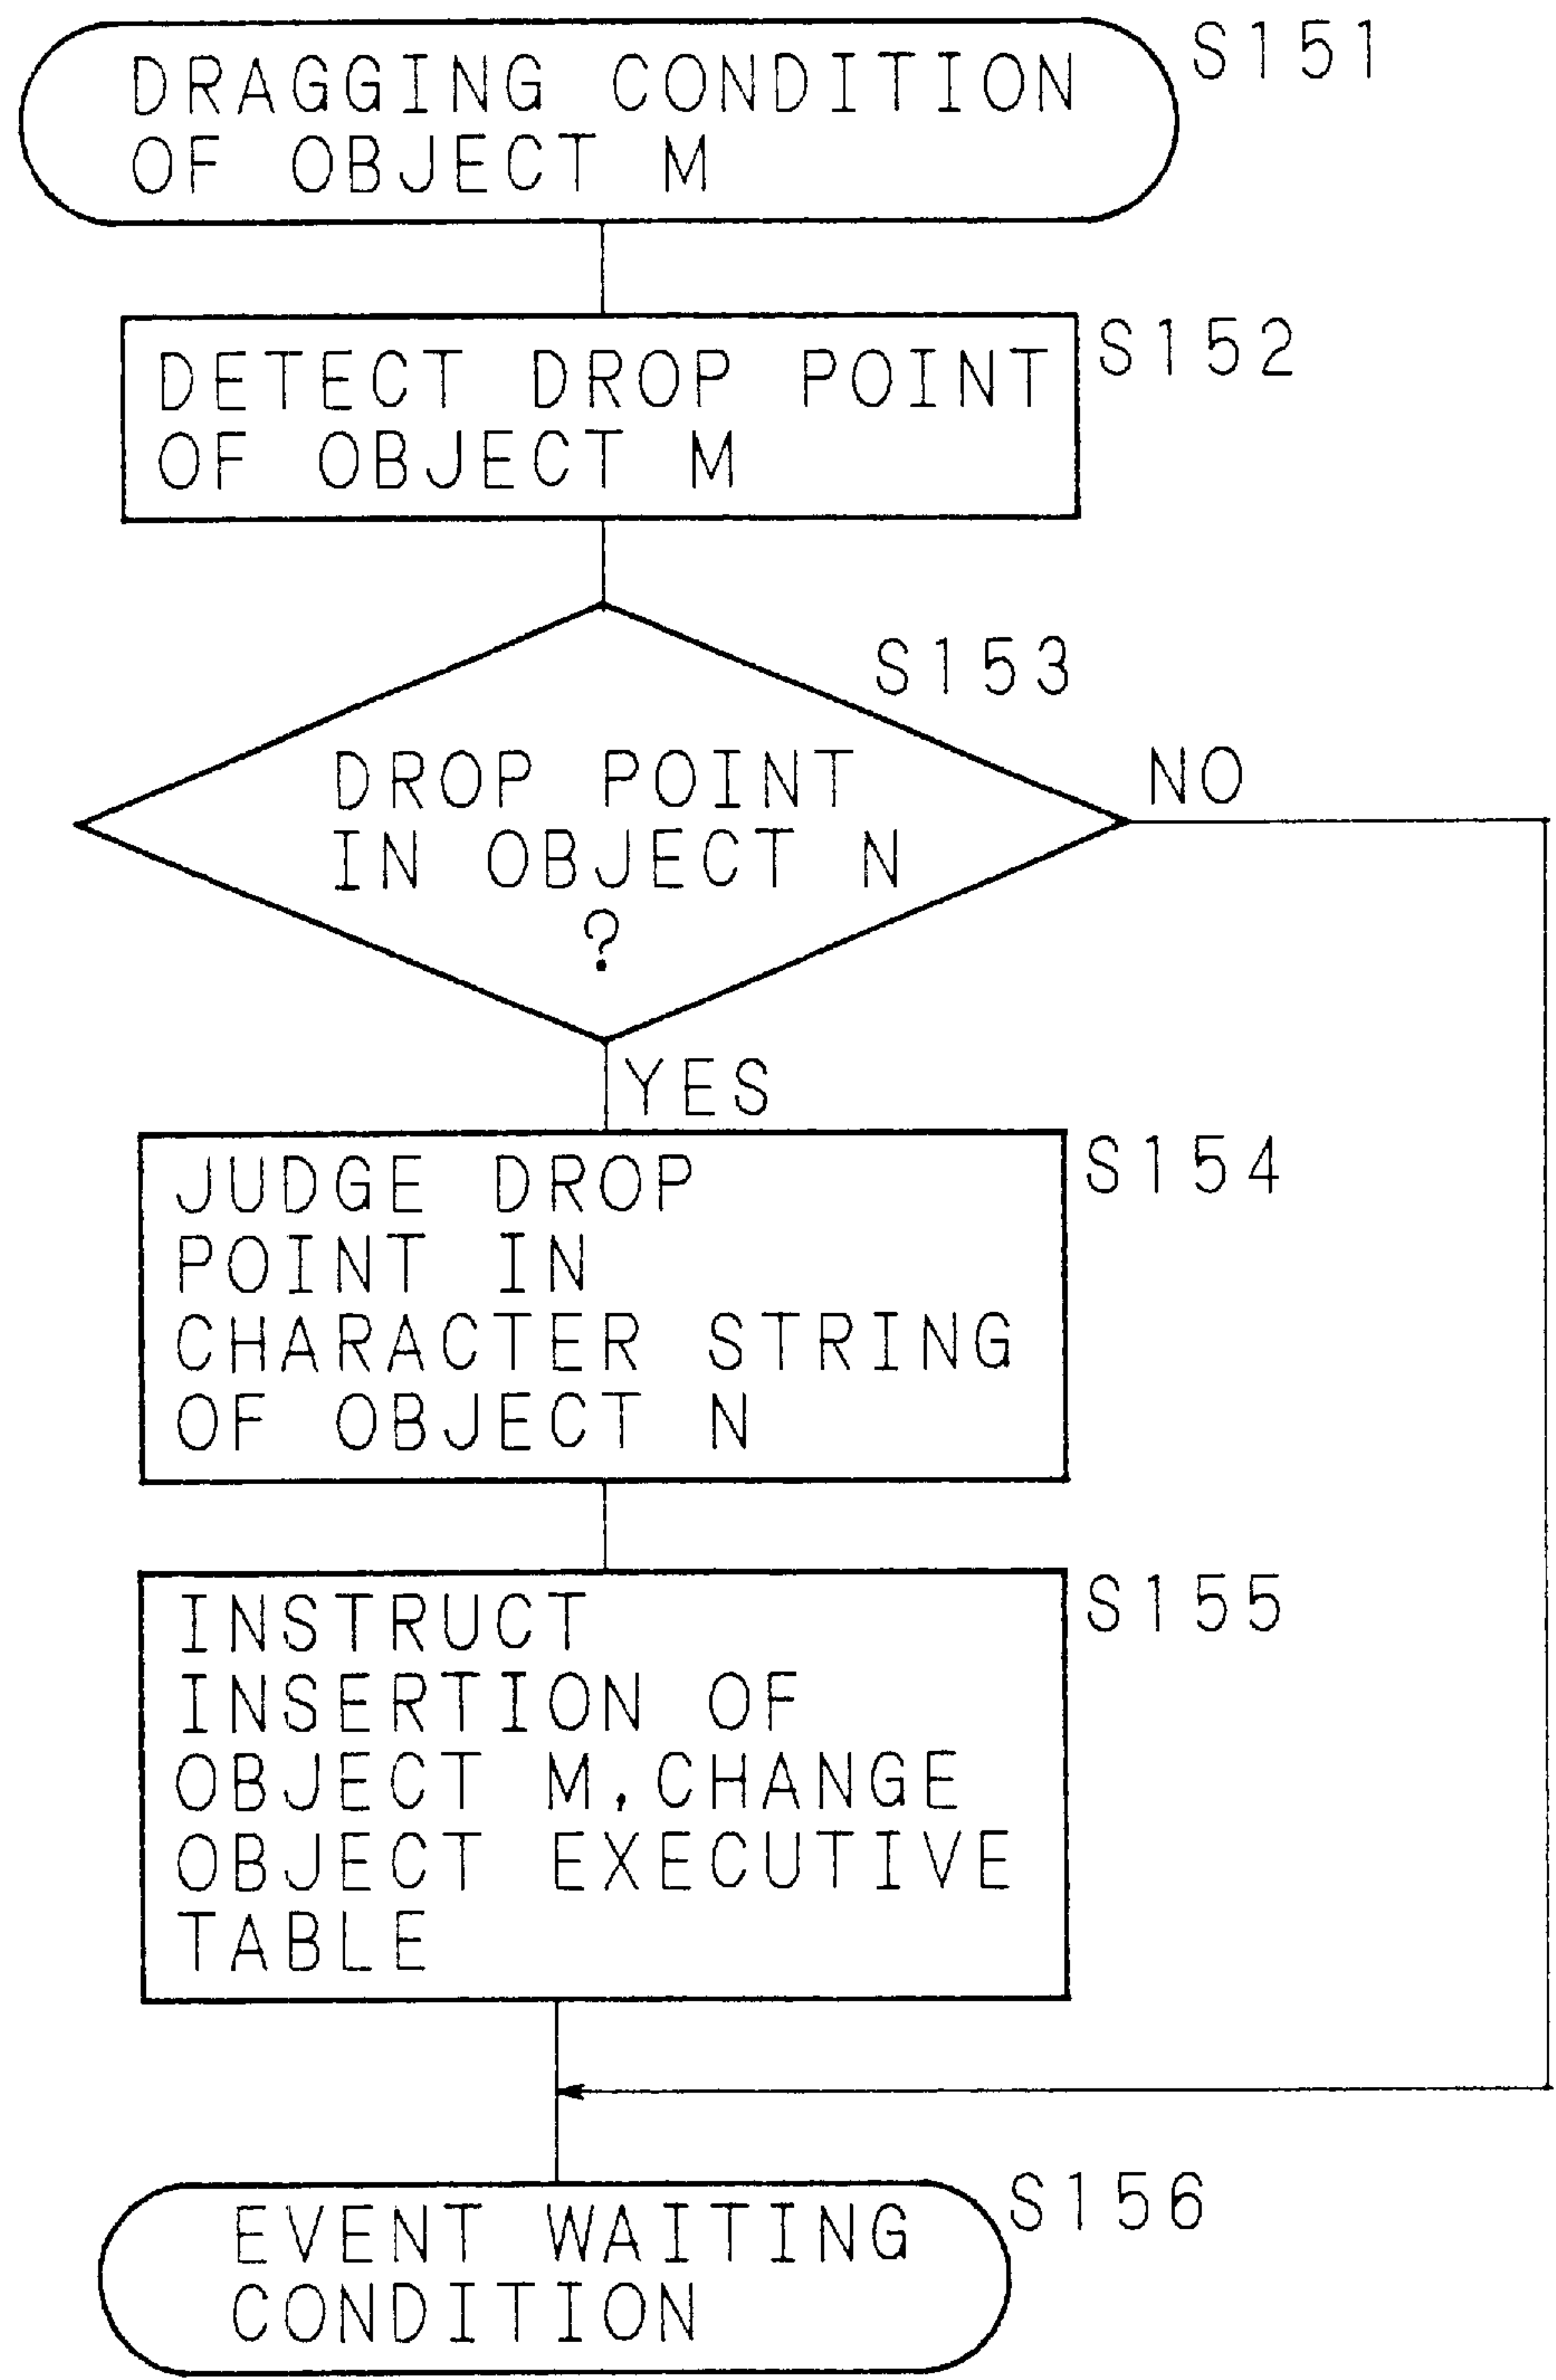 DRAGGING CONDITION
OF OBJECT M
S151
DETECT DROP POINT
OF OBJECT M
S152
S153
DROP POINT
IN OBJECT N
?
NO
YES
JUDGE DROP
POINT IN
CHARACTER STRING
OF OBJECT N
S154
INSTRUCT
INSERTION OF
OBJECT M,CHANGE
OBJECT EXECUTIVE
TABLE
S155
EVENT WAITING
CONDITION
S156